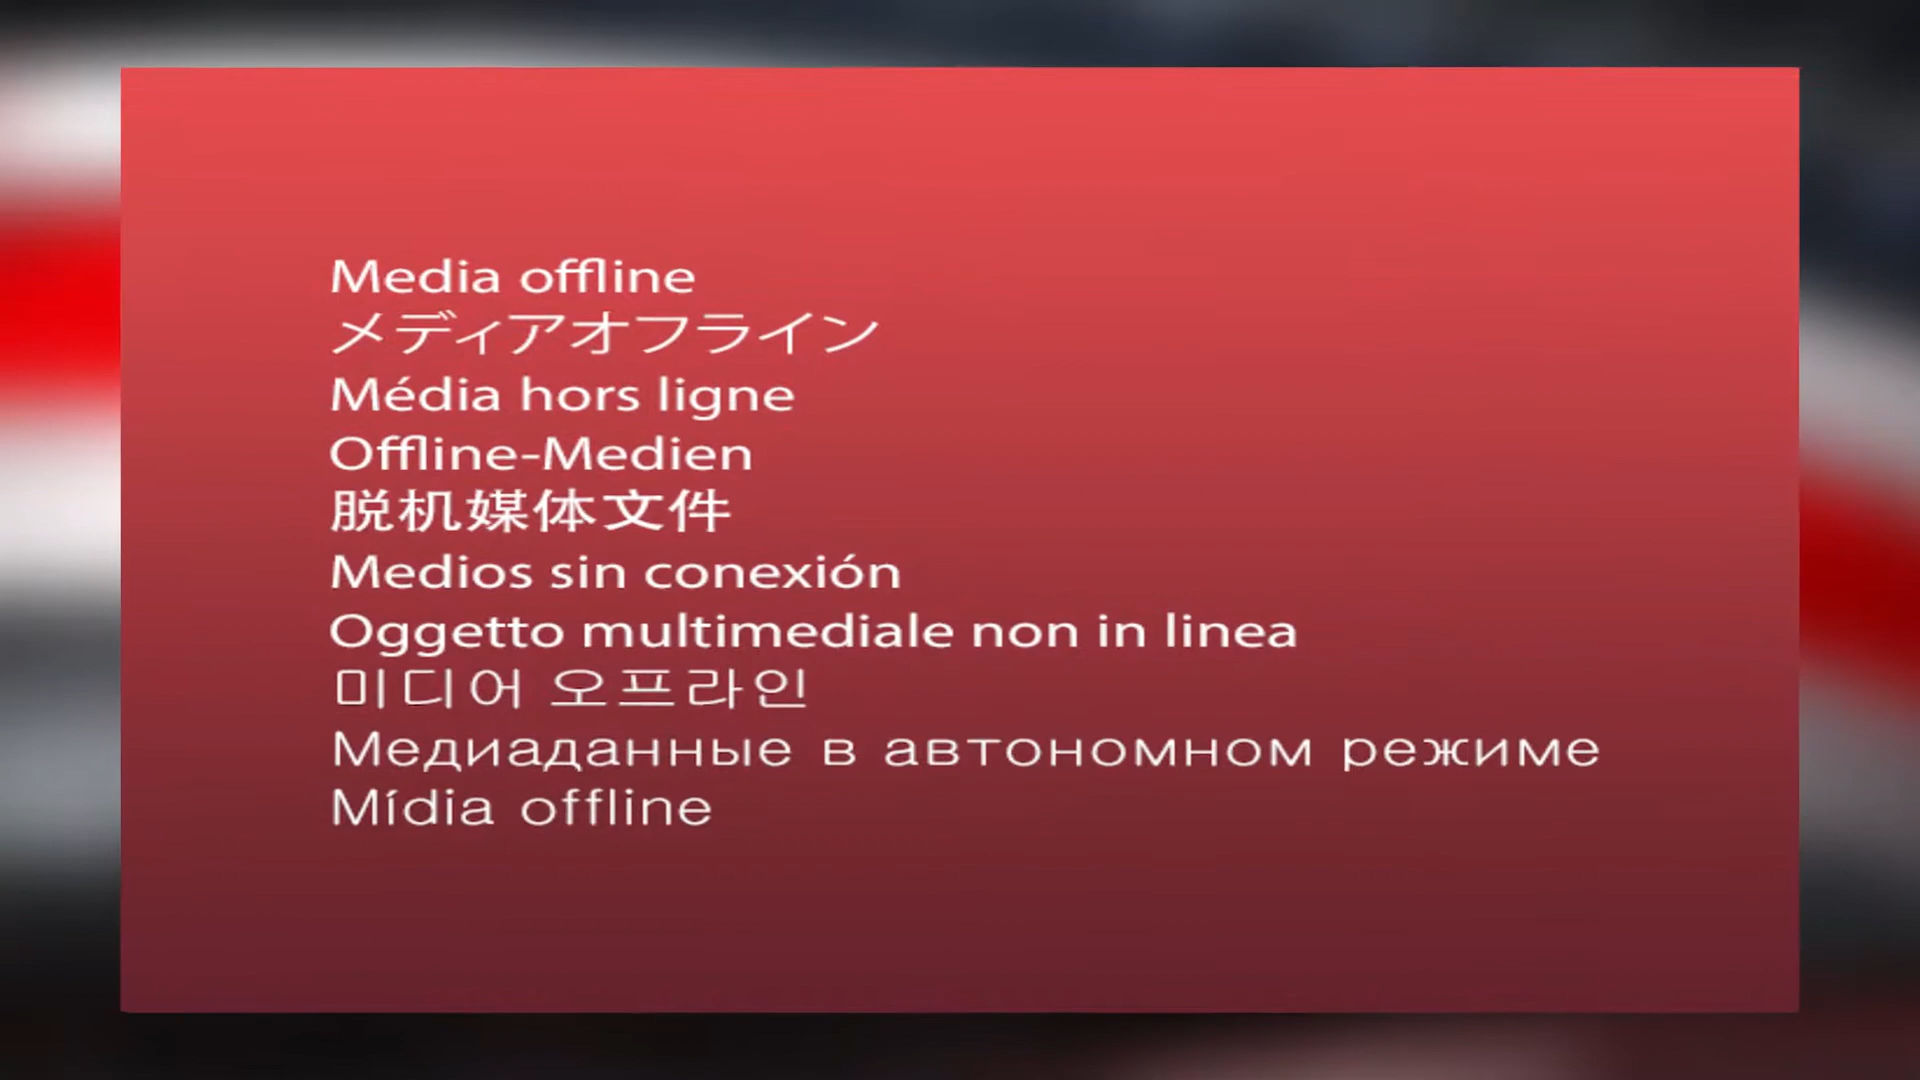 Media offline
メディアオフライン
Média hors ligne
Offline-Medien
脱机媒体文件
Medios sin conexión
Oggetto multimediale non in linea
미디어 오프라인
Медиаданные в автономном режиме
Mídia offline